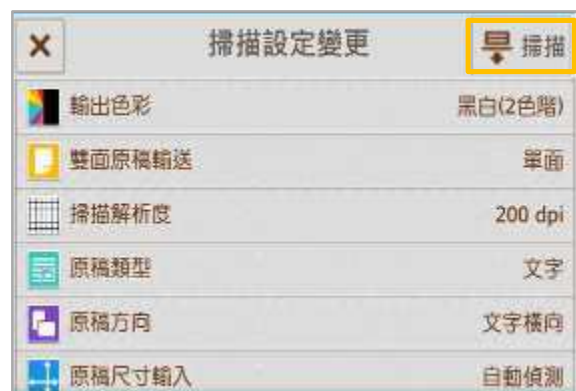 掃描設定變更 掃描
輸出色彩 黑白(2色階)
雙面原稿輸送 單面
掃描解析度 200 dpi
原稿類型 文字
原稿方向 文字橫向
原稿尺寸輸入 自動偵測